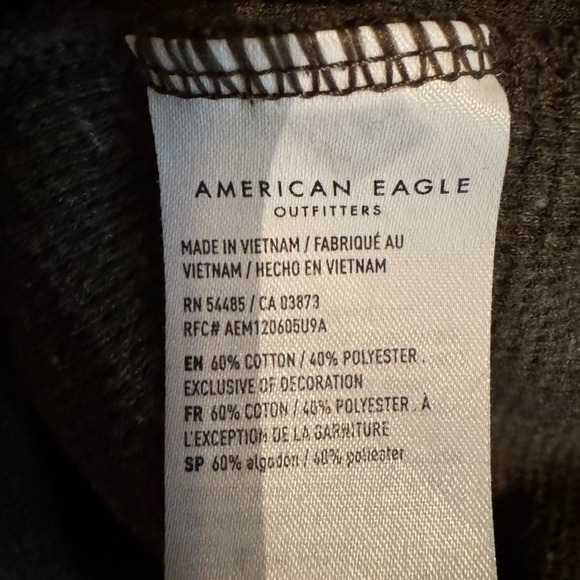 AMERICAN EAGLE
OUTFITTERS
MADE IN VIETNAM / FABRIQUÉ AU
VIETNAM / HECHO EN VIETNAM
RN 54485 / CA 03873
RFC# AEM120605U9A
EN 60% COTTON / 40% POLYESTER .
EXCLUSIVE OF DECORATION
FR 60% COTON / 40% POLYESTER . À
L'EXCEPTION DE LA GARNITURE
SP 60% algodón / 40% poliéster